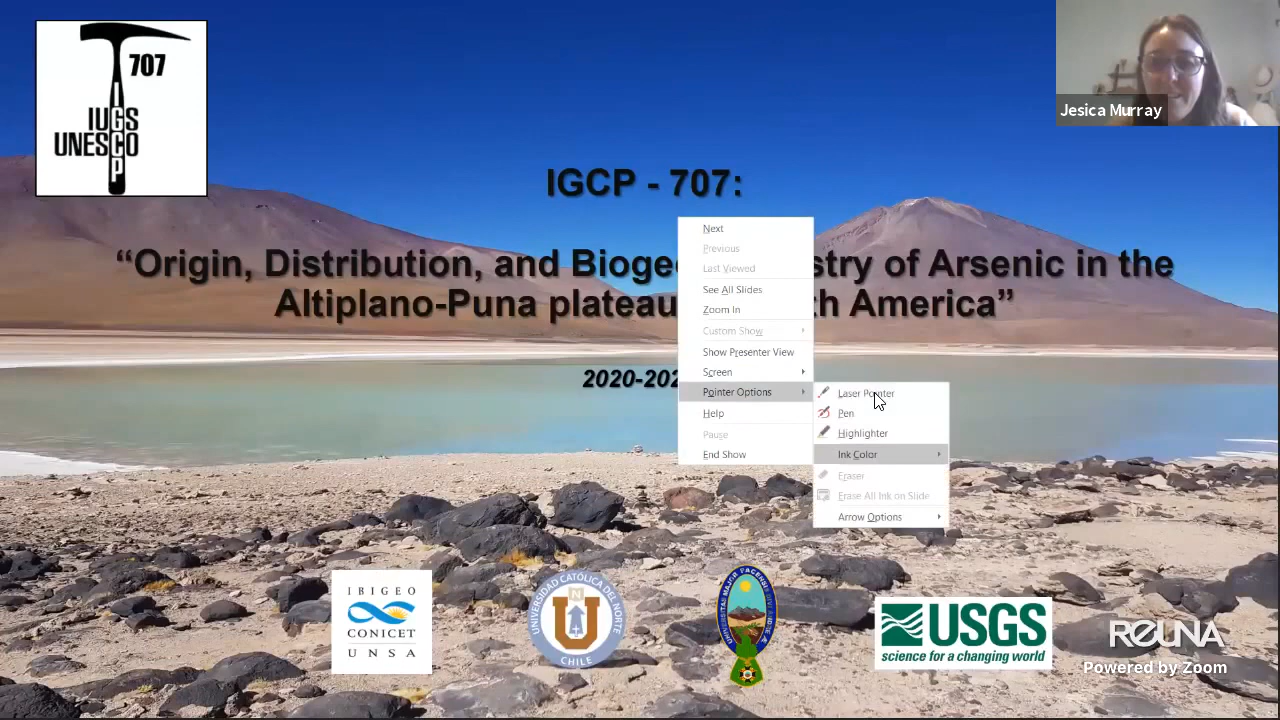 707
IUGS
UNESCO
IGCP
Jesica Murray
IGCP - 707:
“Origin, Distribution, and Bioge stry of Arsenic in the
Altiplano-Puna plateau th America”
2020-202
Next
Previous
Last Viewed
See All Slides
Zoom In
Custom Show
Show Presenter View
Screen
Pointer Options
Help
Pause
End Show
Laser Pointer
Pen
Highlighter
Ink Color
Eraser
Erase All Ink on Slide
Arrow Options
IBIGEO
CONICET
UNSA
UNIVERSIDAD CATOLICA DEL NORTE
N
CHILE
USGS
science for a changing world
REUNA
Powered by Zoom